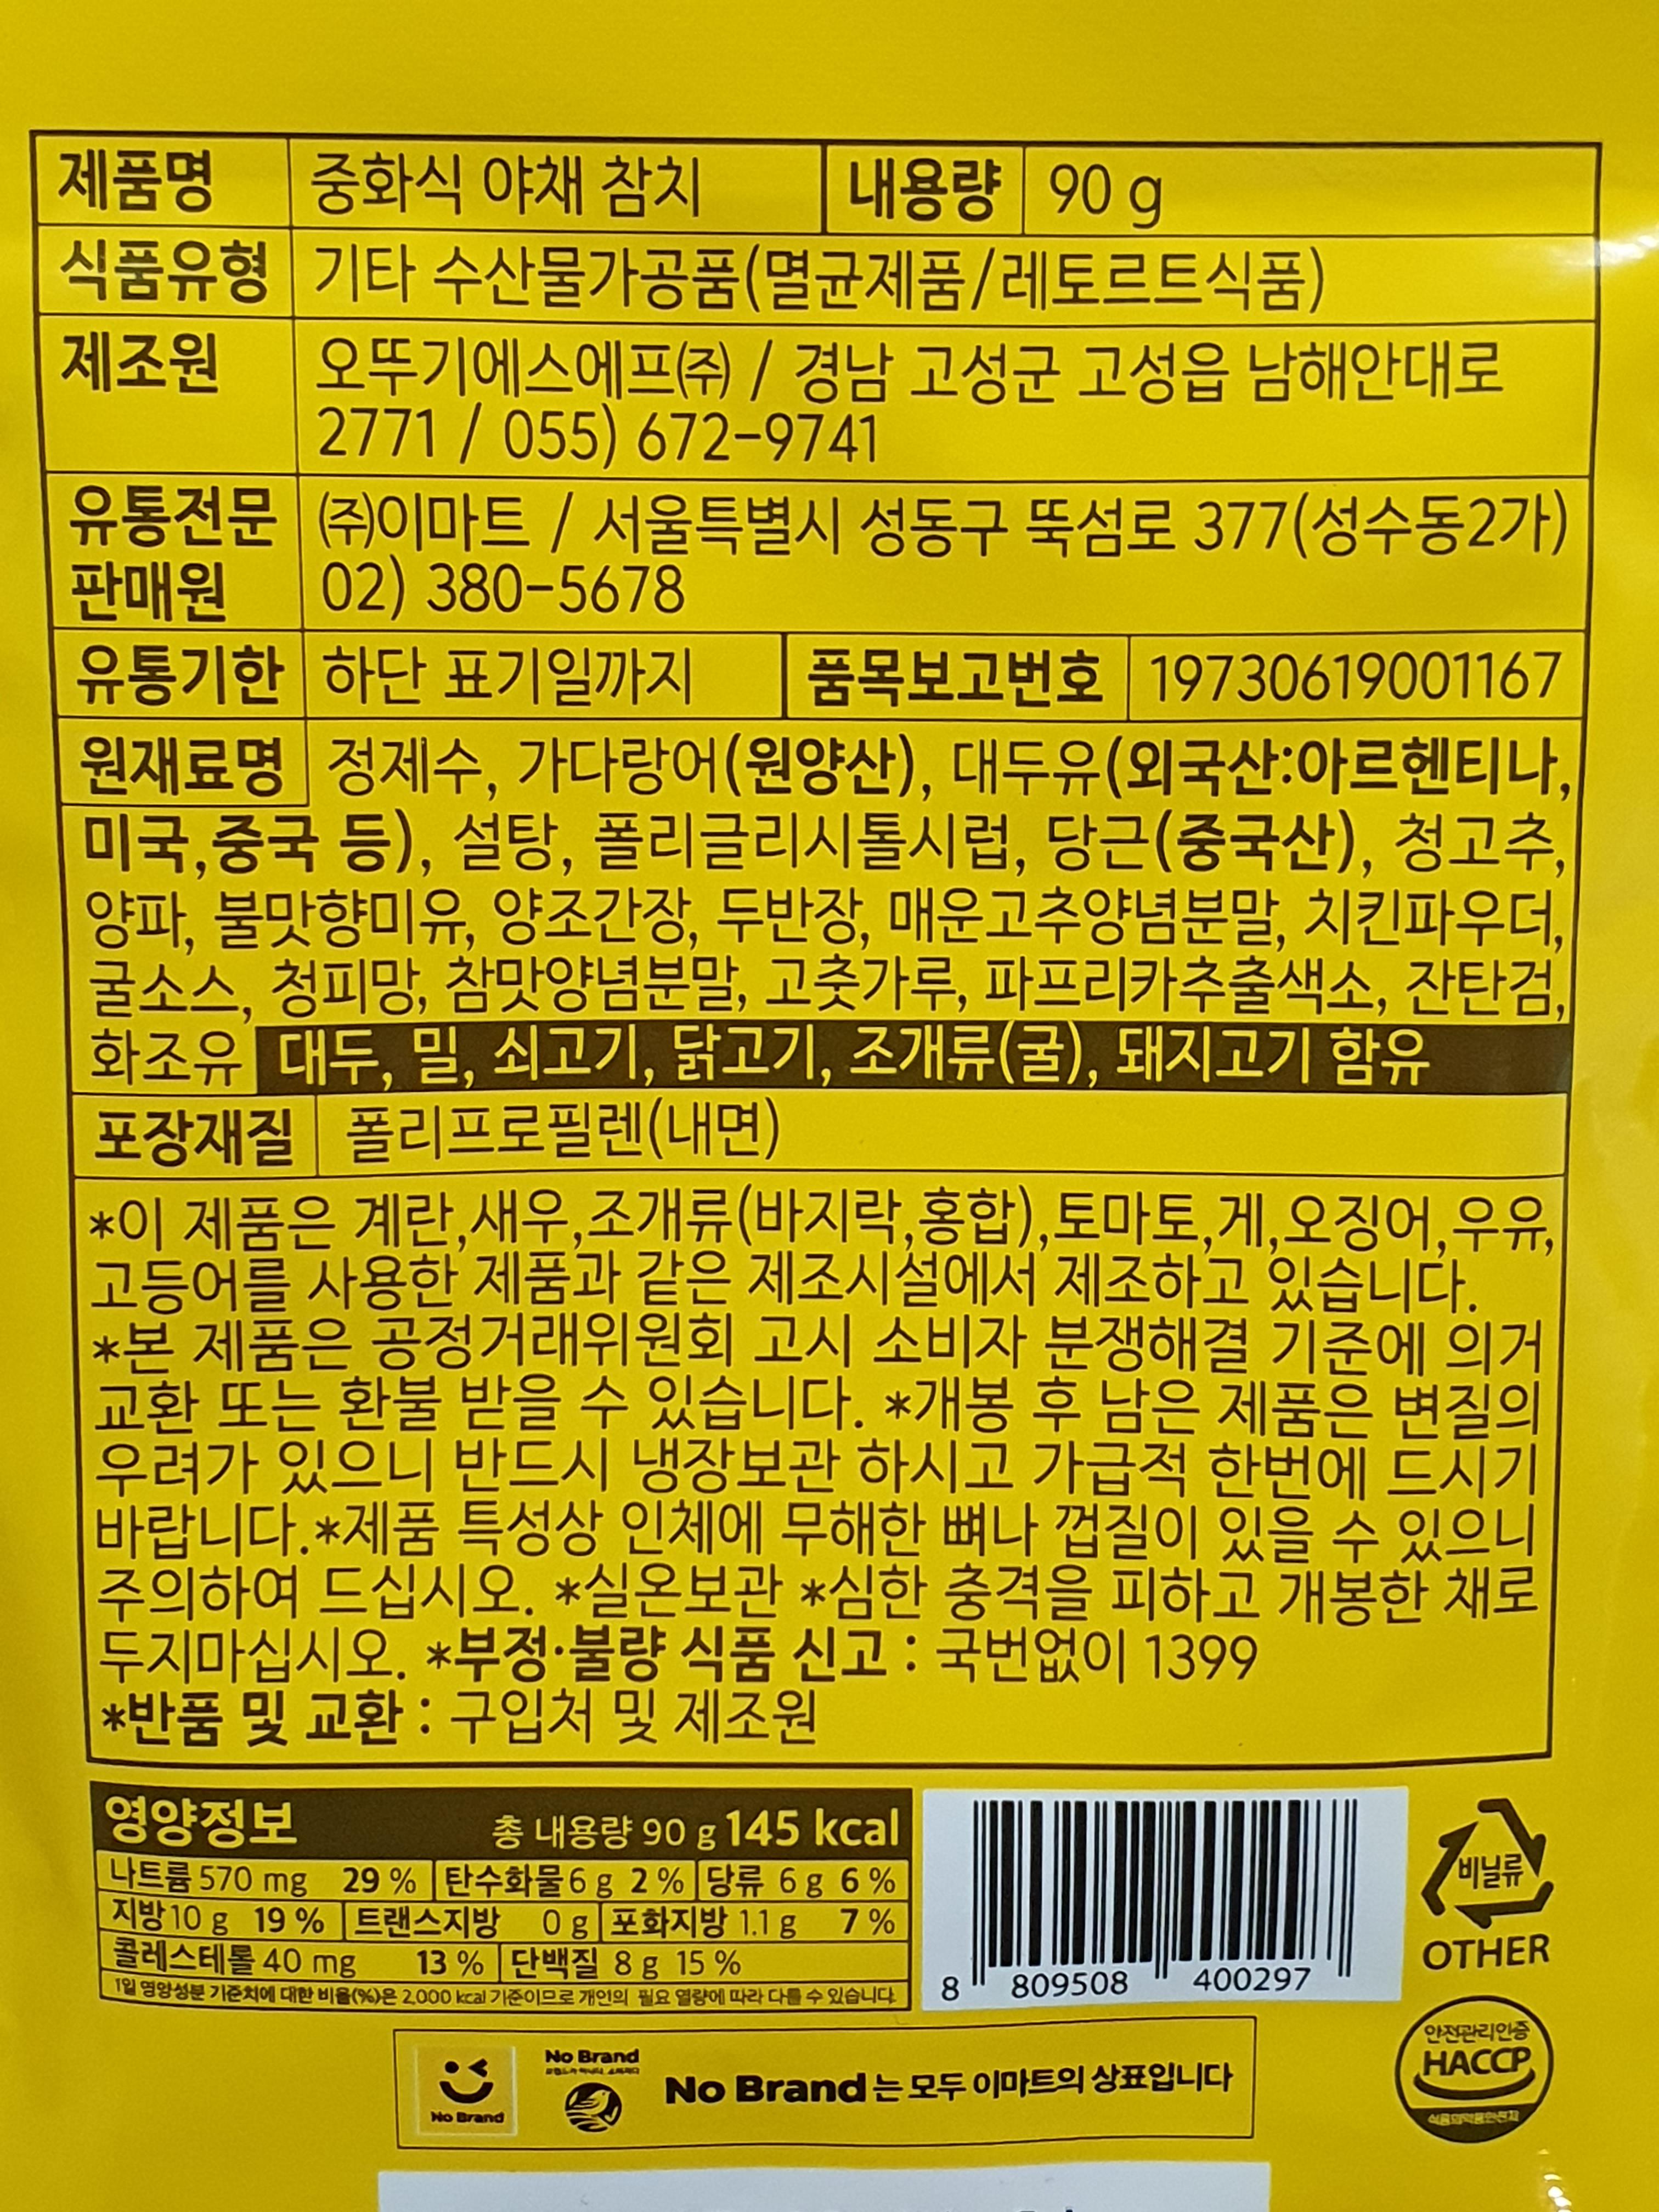 제품명 중화식 야채 참치 내용량 90 g
식품유형 기타 수산물가공품(멸균제품/레토르트식품)
제조원 오뚜기에스에프㈜ / 경남 고성군 고성읍 남해안대로
2771 / 055) 672-9741
유통전문 ㈜이마트 / 서울특별시 성동구 뚝섬로 377(성수동2가)
판매원 02) 380-5678
유통기한 하단 표기일까지 품목보고번호 19730619001167
원재료명 정제수, 가다랑어(원양산), 대두유(외국산:아르헨티나,
미국,중국 등), 설탕, 폴리글리시톨시럽, 당근(중국산), 청고추,
양파, 불맛향미유, 양조간장, 두반장, 매운고추양념분말, 치킨파우더,
굴소스, 청피망, 참맛양념분말, 고춧가루, 파프리카추출색소, 잔탄검,
화조유 대두, 밀, 쇠고기, 닭고기, 조개류(굴), 돼지고기 함유
포장재질 폴리프로필렌(내면)
*이 제품은 계란,새우,조개류(바지락,홍합),토마토,게,오징어,우유,
고등어를 사용한 제품과 같은 제조시설에서 제조하고 있습니다.
*본 제품은 공정거래위원회 고시 소비자 분쟁해결 기준에 의거
교환 또는 환불 받을 수 있습니다. *개봉 후 남은 제품은 변질의
우려가 있으니 반드시 냉장보관 하시고 가급적 한번에 드시기
바랍니다.*제품 특성상 인체에 무해한 뼈나 껍질이 있을 수 있으니
주의하여 드십시오. *실온보관 *심한 충격을 피하고 개봉한 채로
두지마십시오. *부정·불량 식품 신고 : 국번없이 1399
*반품 및 교환 : 구입처 및 제조원
영양정보 총 내용량 90 g 145 kcal
나트륨 570 mg 29 % 탄수화물 6 g 2 % 당류 6 g 6 %
지방 10 g 19 % 트랜스지방 0 g 포화지방 1.1 g 7 %
콜레스테롤 40 mg 13 % 단백질 8 g 15 %
1일 영양성분 기준치에 대한 비율(%)은 2,000 kcal 기준이므로 개인의 필요 열량에 따라 다를 수 있습니다.
8 809508 400297
비닐류
OTHER
안전관리인증
HACCP
No Brand
No Brand
No Brand는 모두 이마트의 상표입니다